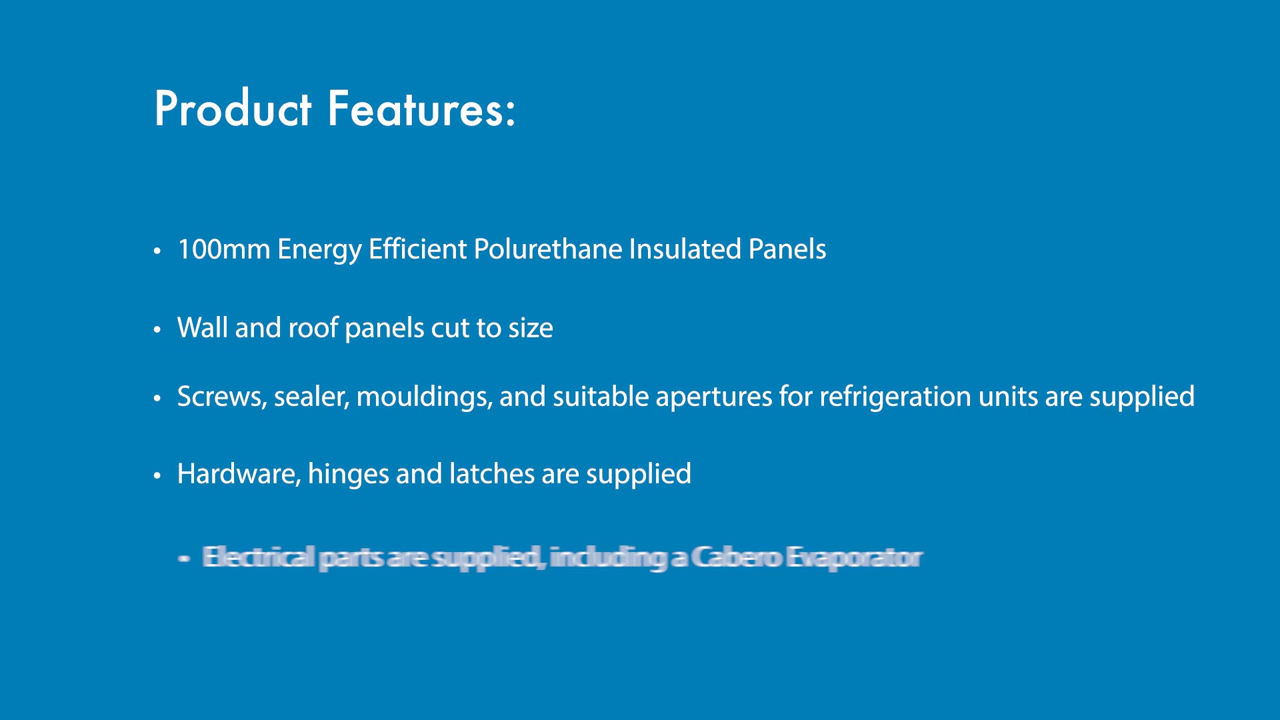 Product Features:
• 100mm Energy Efficient Polurethane Insulated Panels
• Wall and roof panels cut to size
• Screws, sealer, mouldings, and suitable apertures for refrigeration units are supplied
• Hardware, hinges and latches are supplied
• Electrical parts are supplied, including a Cabero Evaporator